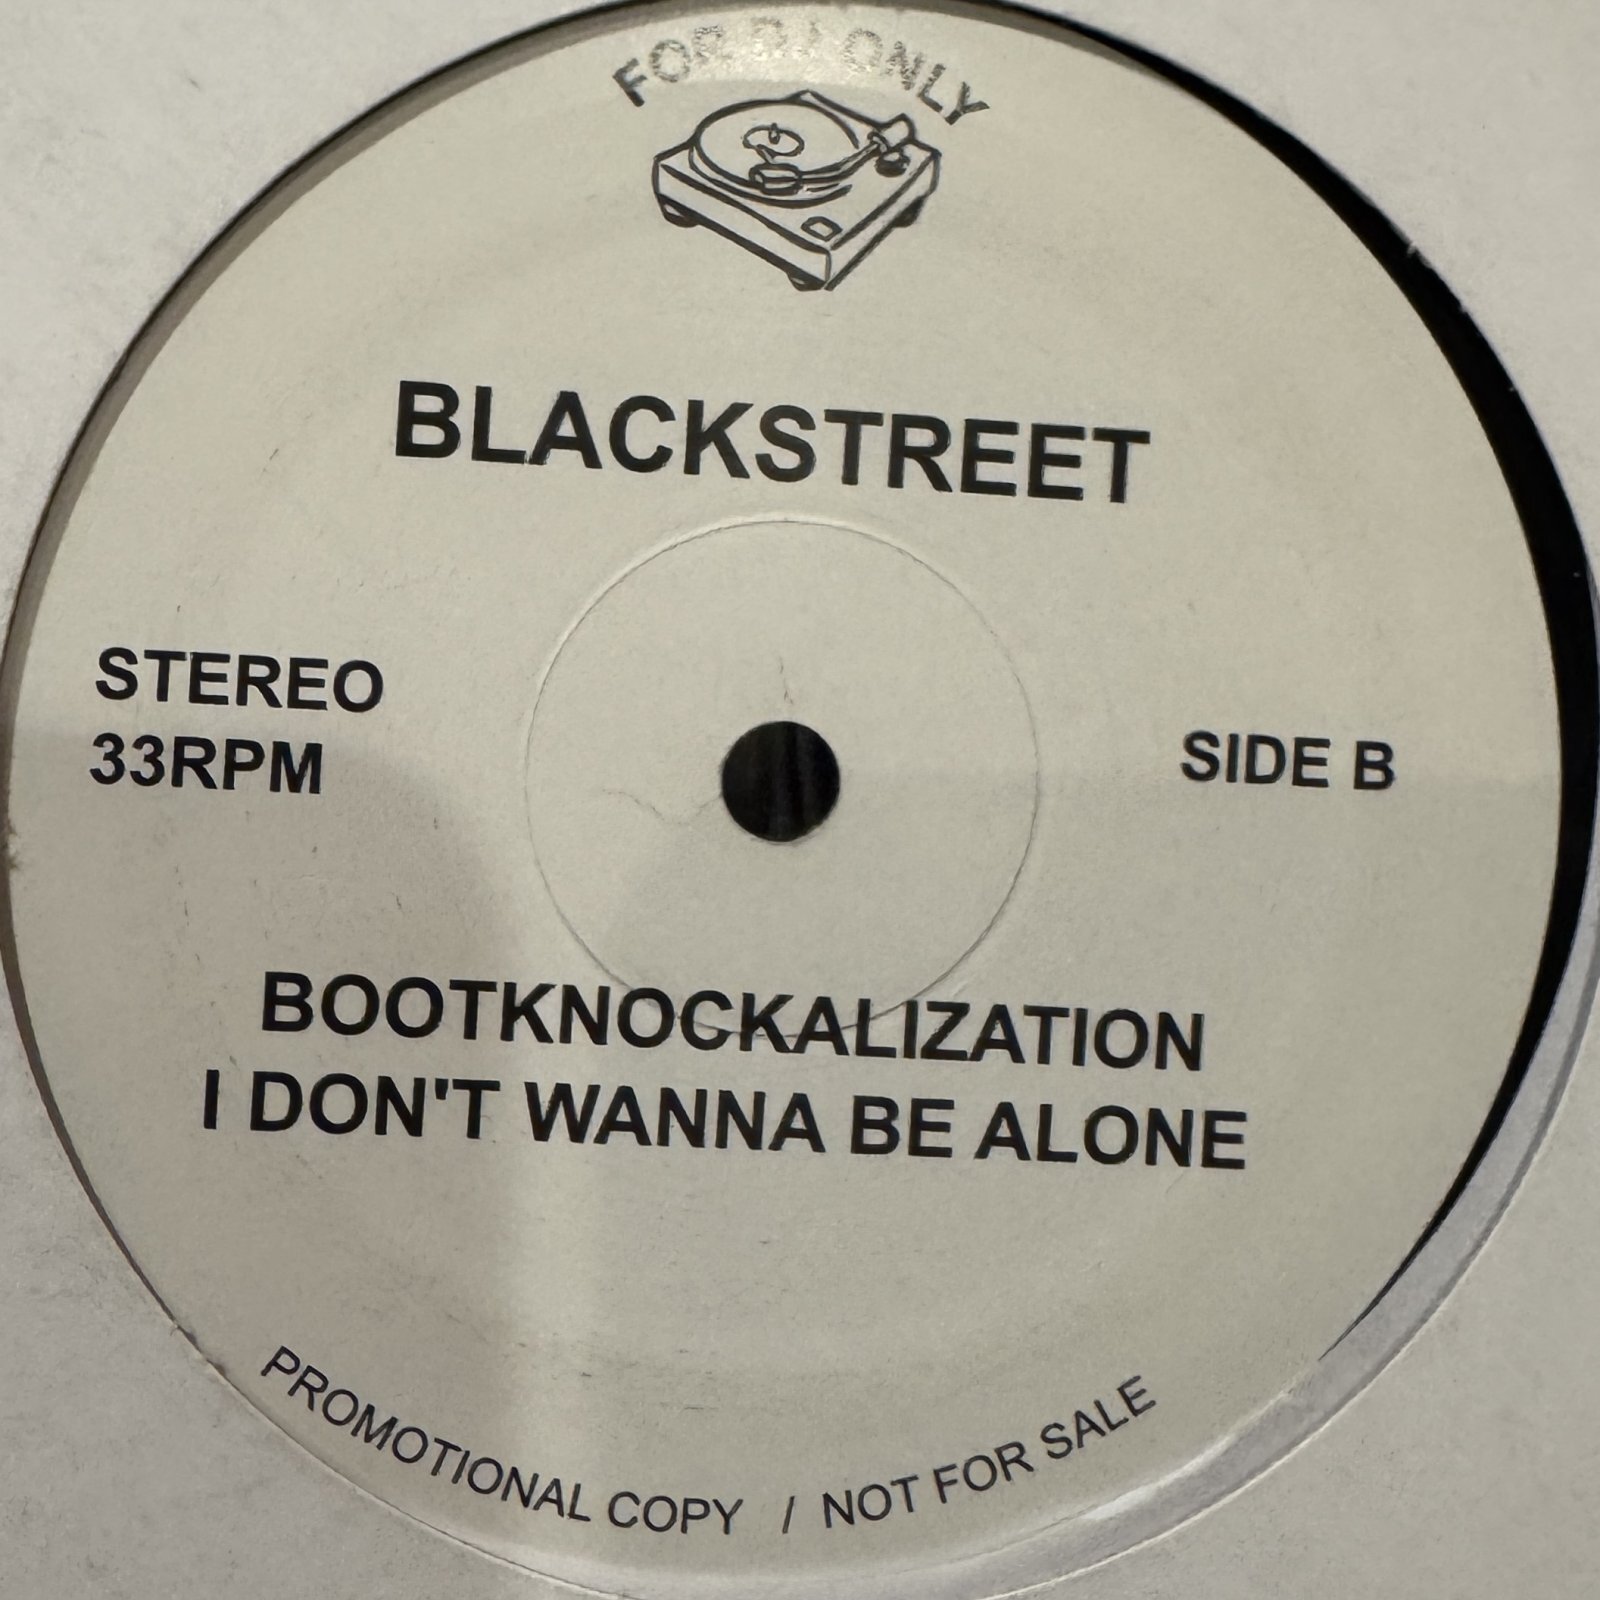 FOR DJ ONLY
BLACKSTREET
STEREO
33RPM
SIDE B
BOOTKNOCKALIZATION
I DON'T WANNA BE ALONE
PROMOTIONAL COPY / NOT FOR SALE